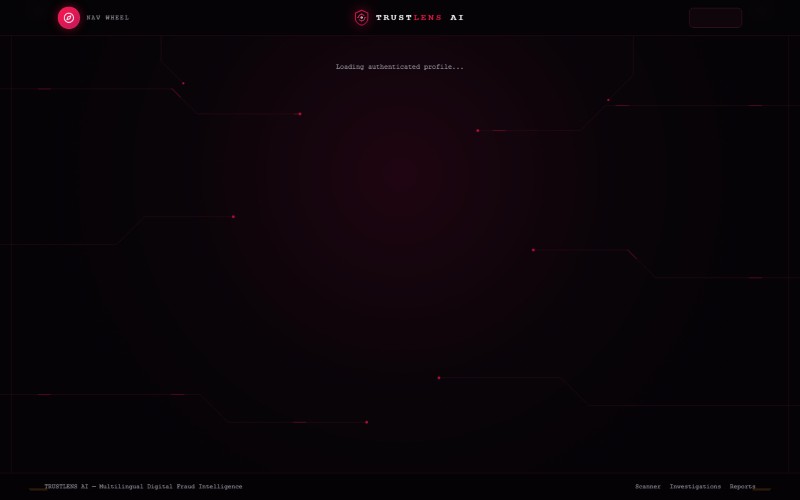 NAV WHEEL
TRUSTLENS AI
Loading authenticated profile...
TRUSTLENS AI — Multilingual Digital Fraud Intelligence
Scanner Investigations Reports